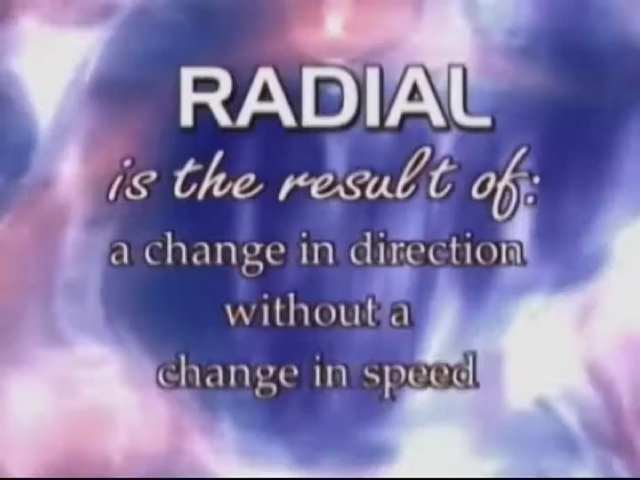 RADIAL
is the result of:
a change in direction
without a
change in speed